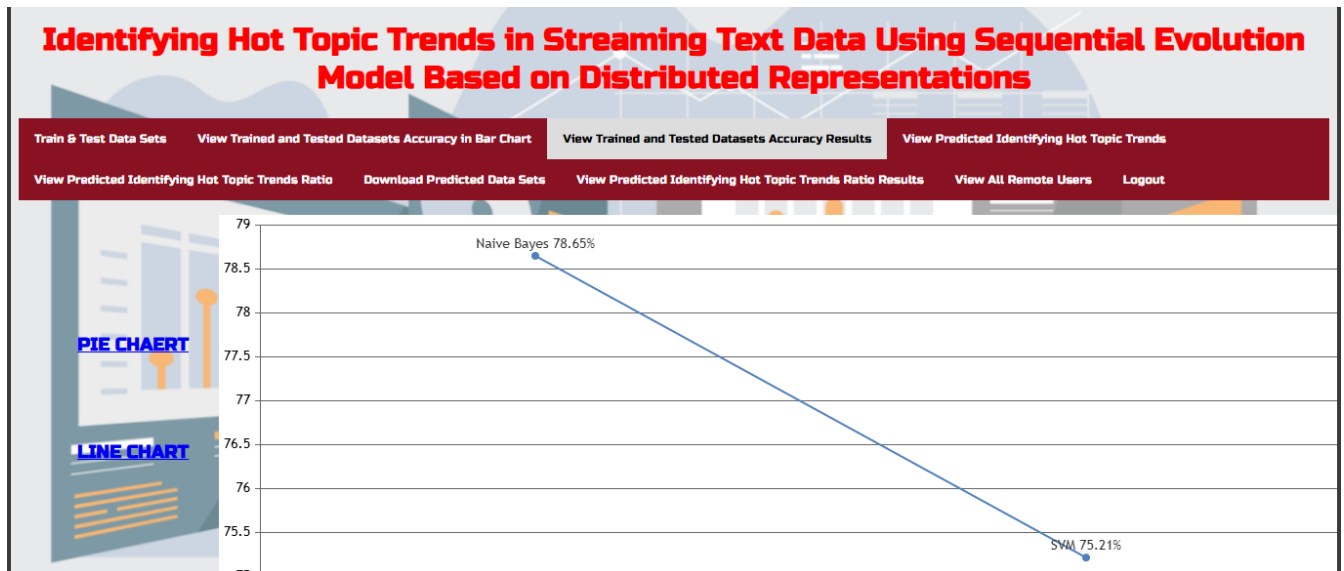 Identifying Hot Topic Trends in Streaming Text Data Using Sequential Evolution
Model Based on Distributed Representations
Train & Test Data Sets View Trained and Tested Datasets Accuracy in Bar Chart View Trained and Tested Datasets Accuracy Results View Predicted Identifying Hot Topic Trends
View Predicted Identifying Hot Topic Trends Ratio Download Predicted Data Sets View Predicted Identifying Hot Topic Trends Ratio Results View All Remote Users Logout
79
Naive Bayes 78.65%
78.5
78
PIE CHAERT
77.5
77
LINE CHART
76.5
76
75.5
SVM 75.21%